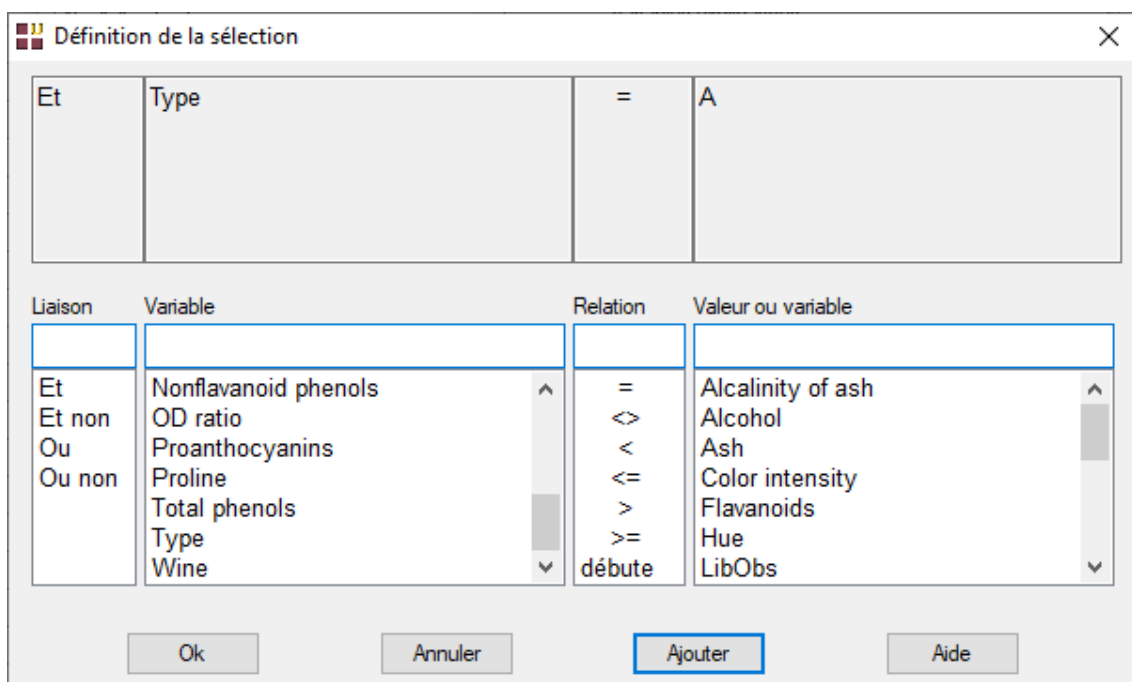 Définition de la sélection
Et Type = A
Liaison Variable Relation Valeur ou variable
Et Nonflavanoid phenols = Alcalinity of ash
Et non OD ratio <> Alcohol
Ou Proanthocyanins < Ash
Ou non Proline <= Color intensity
Total phenols > Flavanoids
Type >= Hue
Wine débute LibObs
Ok Annuler Ajouter Aide